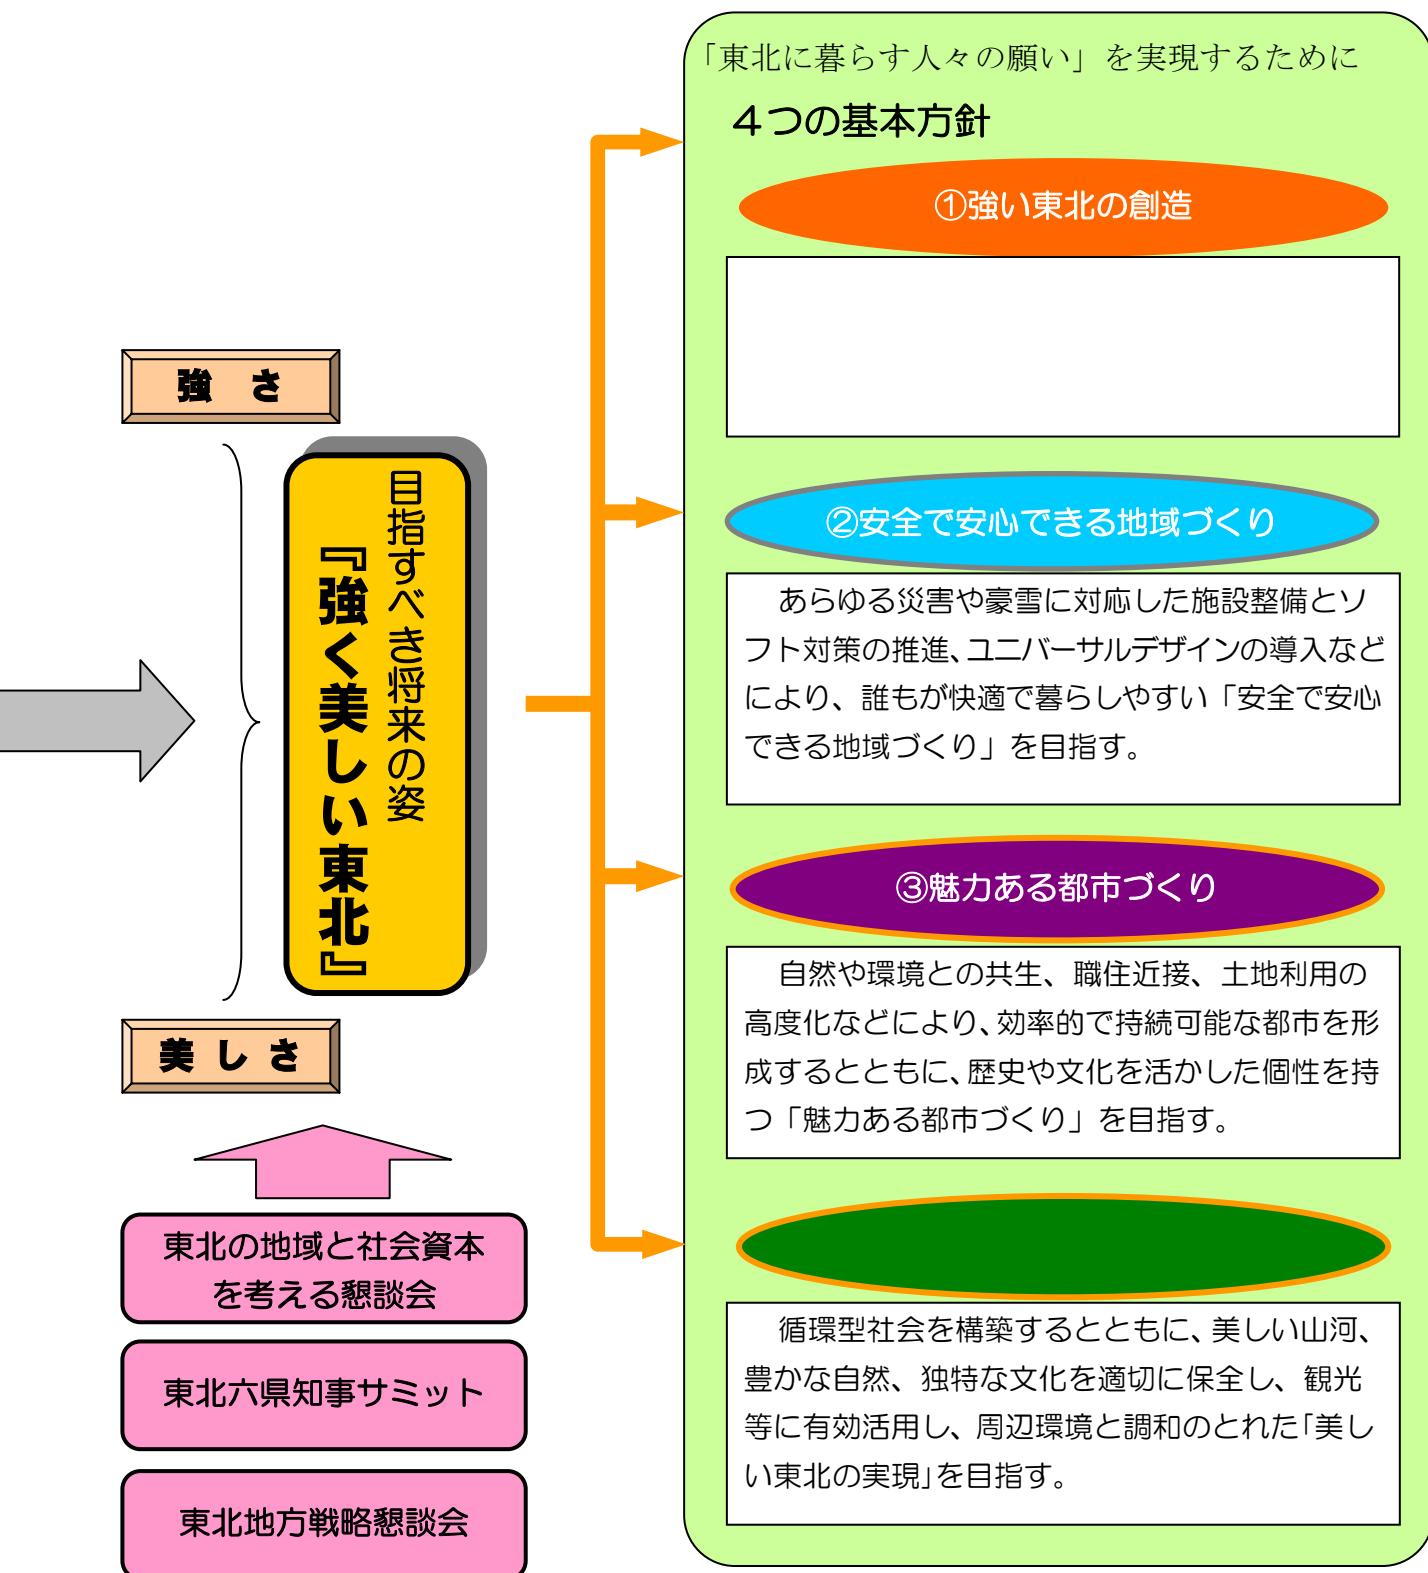 強 さ
目指すべき将来の姿
『強く美しい東北』
美 し さ
東北の地域と社会資本
を考える懇談会
東北六県知事サミット
東北地方戦略懇談会
「東北に暮らす人々の願い」を実現するために
４つの基本方針
①強い東北の創造
②安全で安心できる地域づくり
あらゆる災害や豪雪に対応した施設整備とソ
フト対策の推進、ユニバーサルデザインの導入など
により、誰もが快適で暮らしやすい「安全で安心
できる地域づくり」を目指す。
③魅力ある都市づくり
自然や環境との共生、職住近接、土地利用の
高度化などにより、効率的で持続可能な都市を形
成するとともに、歴史や文化を活かした個性を持
つ「魅力ある都市づくり」を目指す。
循環型社会を構築するとともに、美しい山河、
豊かな自然、独特な文化を適切に保全し、観光
等に有効活用し、周辺環境と調和のとれた「美し
い東北の実現」を目指す。